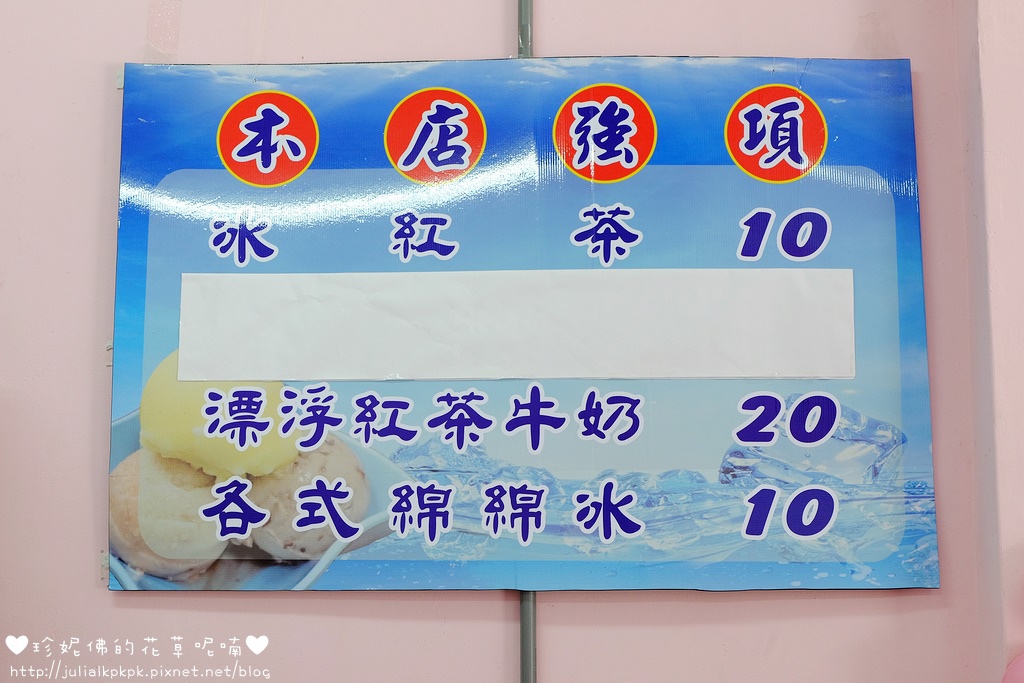 本店強項
冰紅茶 10
漂浮紅茶牛奶 20
各式綿綿冰 10
♥珍妮佛的花草呢喃♥
http://julialkpkpk.pixnet.net/blog